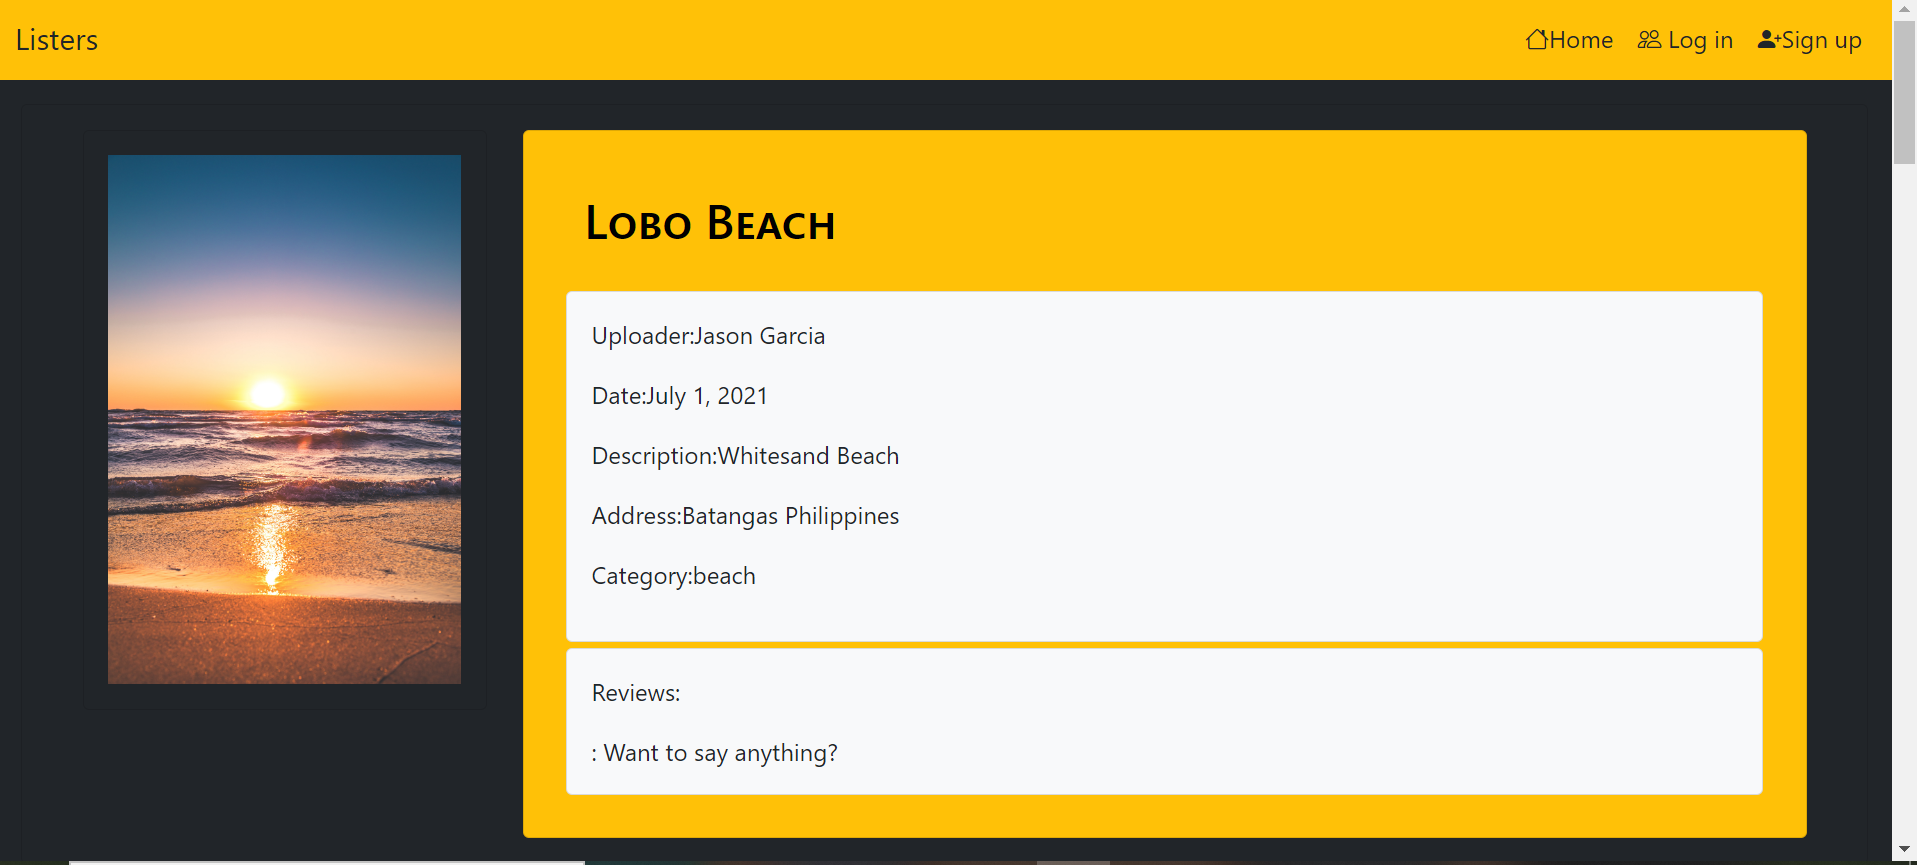 Listers
Home Log in Sign up
Lobo Beach
Uploader:Jason Garcia
Date:July 1, 2021
Description:Whitesand Beach
Address:Batangas Philippines
Category:beach
Reviews:
: Want to say anything?